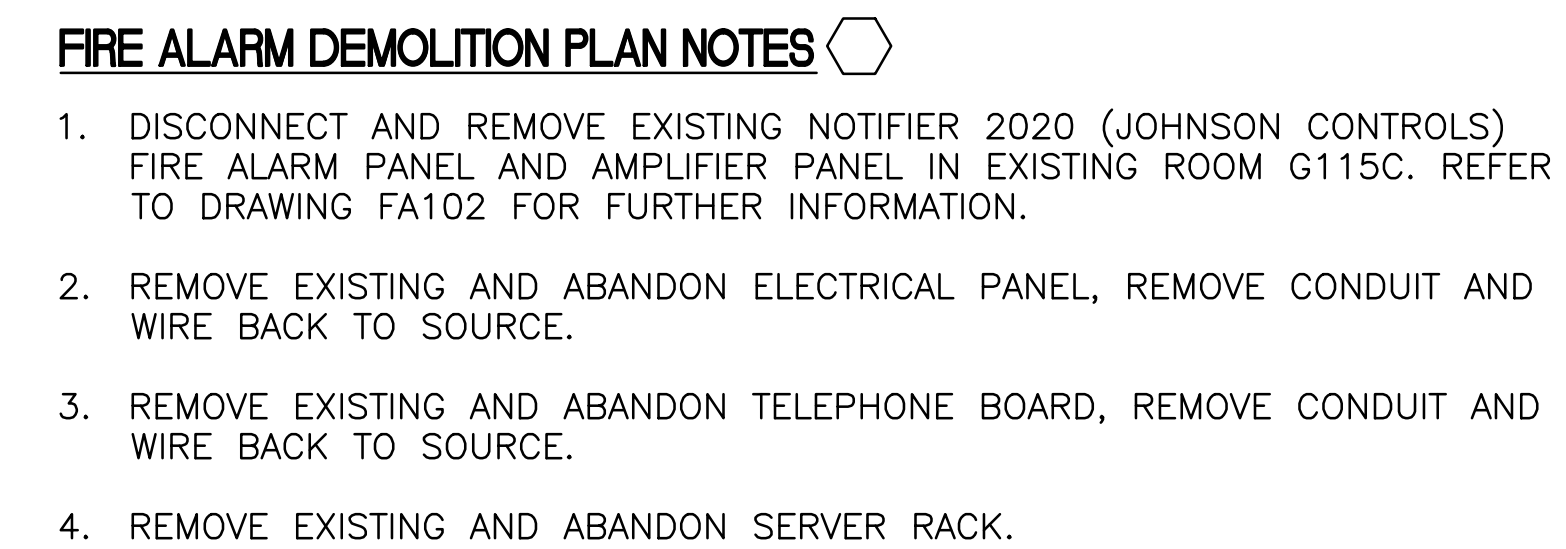 FIRE ALARM DEMOLITION PLAN NOTES
1. DISCONNECT AND REMOVE EXISTING NOTIFIER 2020 (JOHNSON CONTROLS)
FIRE ALARM PANEL AND AMPLIFIER PANEL IN EXISTING ROOM G115C. REFER
TO DRAWING FA102 FOR FURTHER INFORMATION.
2. REMOVE EXISTING AND ABANDON ELECTRICAL PANEL, REMOVE CONDUIT AND
WIRE BACK TO SOURCE.
3. REMOVE EXISTING AND ABANDON TELEPHONE BOARD, REMOVE CONDUIT AND
WIRE BACK TO SOURCE.
4. REMOVE EXISTING AND ABANDON SERVER RACK.